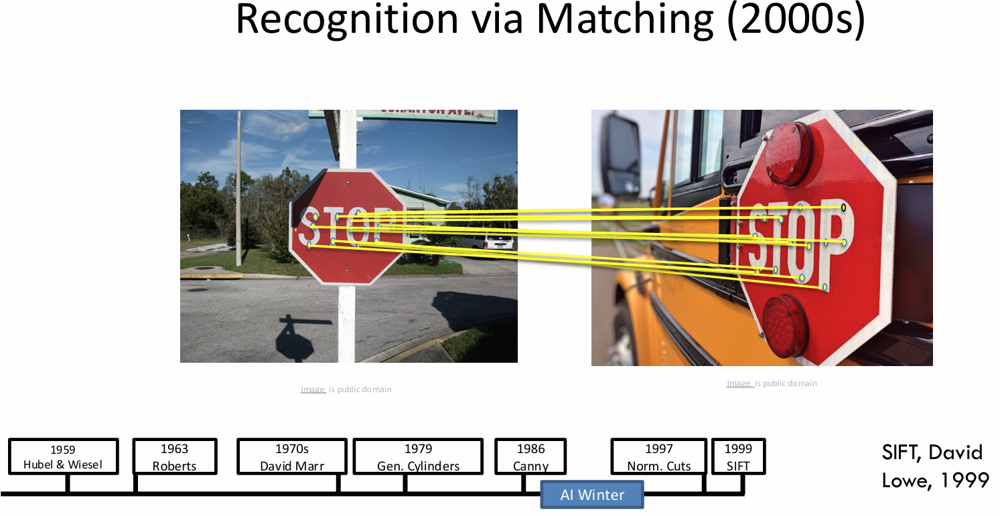 Recognition via Matching (2000s)
SCRANTON AVE.
STOP
STOP
Image is public domain
Image is public domain
1959
Hubel & Wiesel
1963
Roberts
1970s
David Marr
1979
Gen. Cylinders
1986
Canny
AI Winter
1997
Norm. Cuts
1999
SIFT
SIFT, David
Lowe, 1999